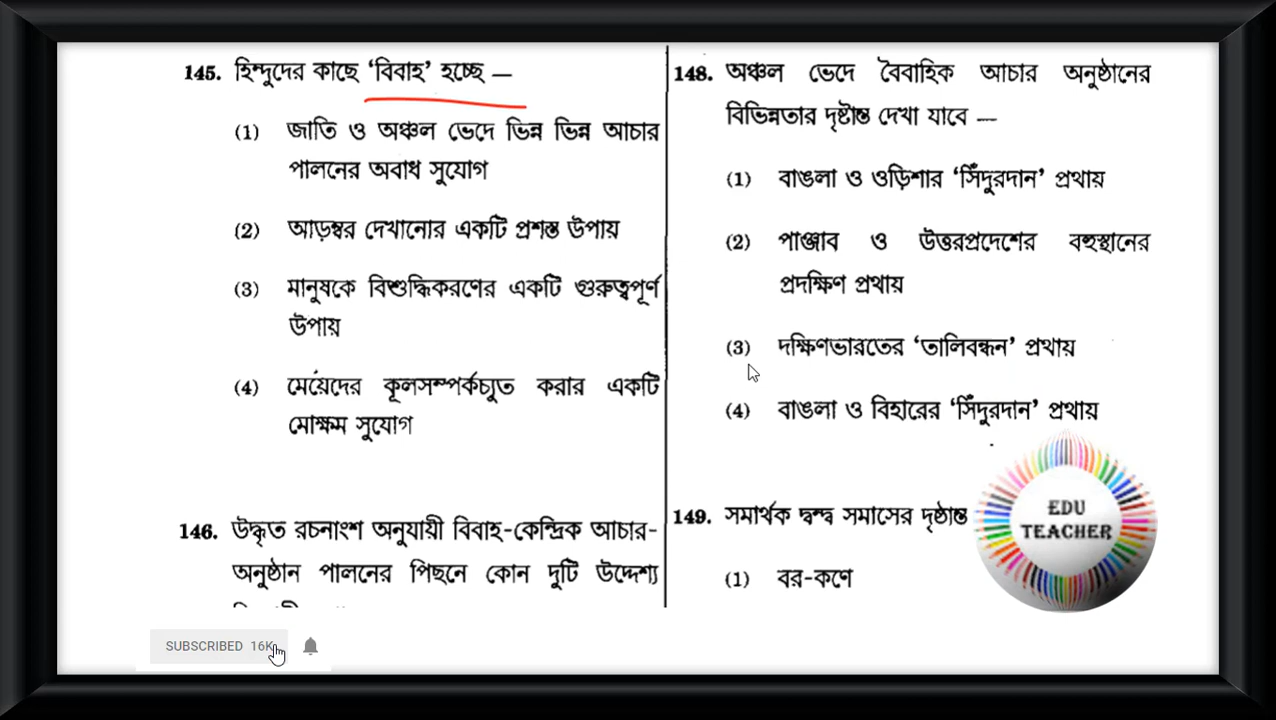 145. হিন্দুদের কাছে ‘বিবাহ’ হচ্ছে —
(1) জাতি ও অঞ্চল ভেদে ভিন্ন ভিন্ন আচার
পালনের অবাধ সুযোগ
(2) আড়ম্বর দেখানোর একটি প্রশস্ত উপায়
(3) মানুষকে বিশুদ্ধিকরণের একটি গুরুত্বপূর্ণ
উপায়
(4) মেয়েদের কূলসম্পর্কচ্যুত করার একটি
মোক্ষম সুযোগ
146. উদ্ধৃত রচনাংশ অনুযায়ী বিবাহ-কেন্দ্রিক আচার-
অনুষ্ঠান পালনের পিছনে কোন দুটি উদ্দেশ্য
148. অঞ্চল ভেদে বৈবাহিক আচার অনুষ্ঠানের
বিভিন্নতার দৃষ্টান্ত দেখা যাবে —
(1) বাঙলা ও ওড়িশার ‘সিঁদুরদান’ প্রথায়
(2) পাঞ্জাব ও উত্তরপ্রদেশের বহুস্থানের
প্রদক্ষিণ প্রথায়
(3) দক্ষিণভারতের ‘তালিবন্ধন’ প্রথায়
(4) বাঙলা ও বিহারের ‘সিঁদুরদান’ প্রথায়
149. সমার্থক দ্বন্দ্ব সমাসের দৃষ্ঠান্ত
(1) বর-কণে
EDU
TEACHER
SUBSCRIBED 16K